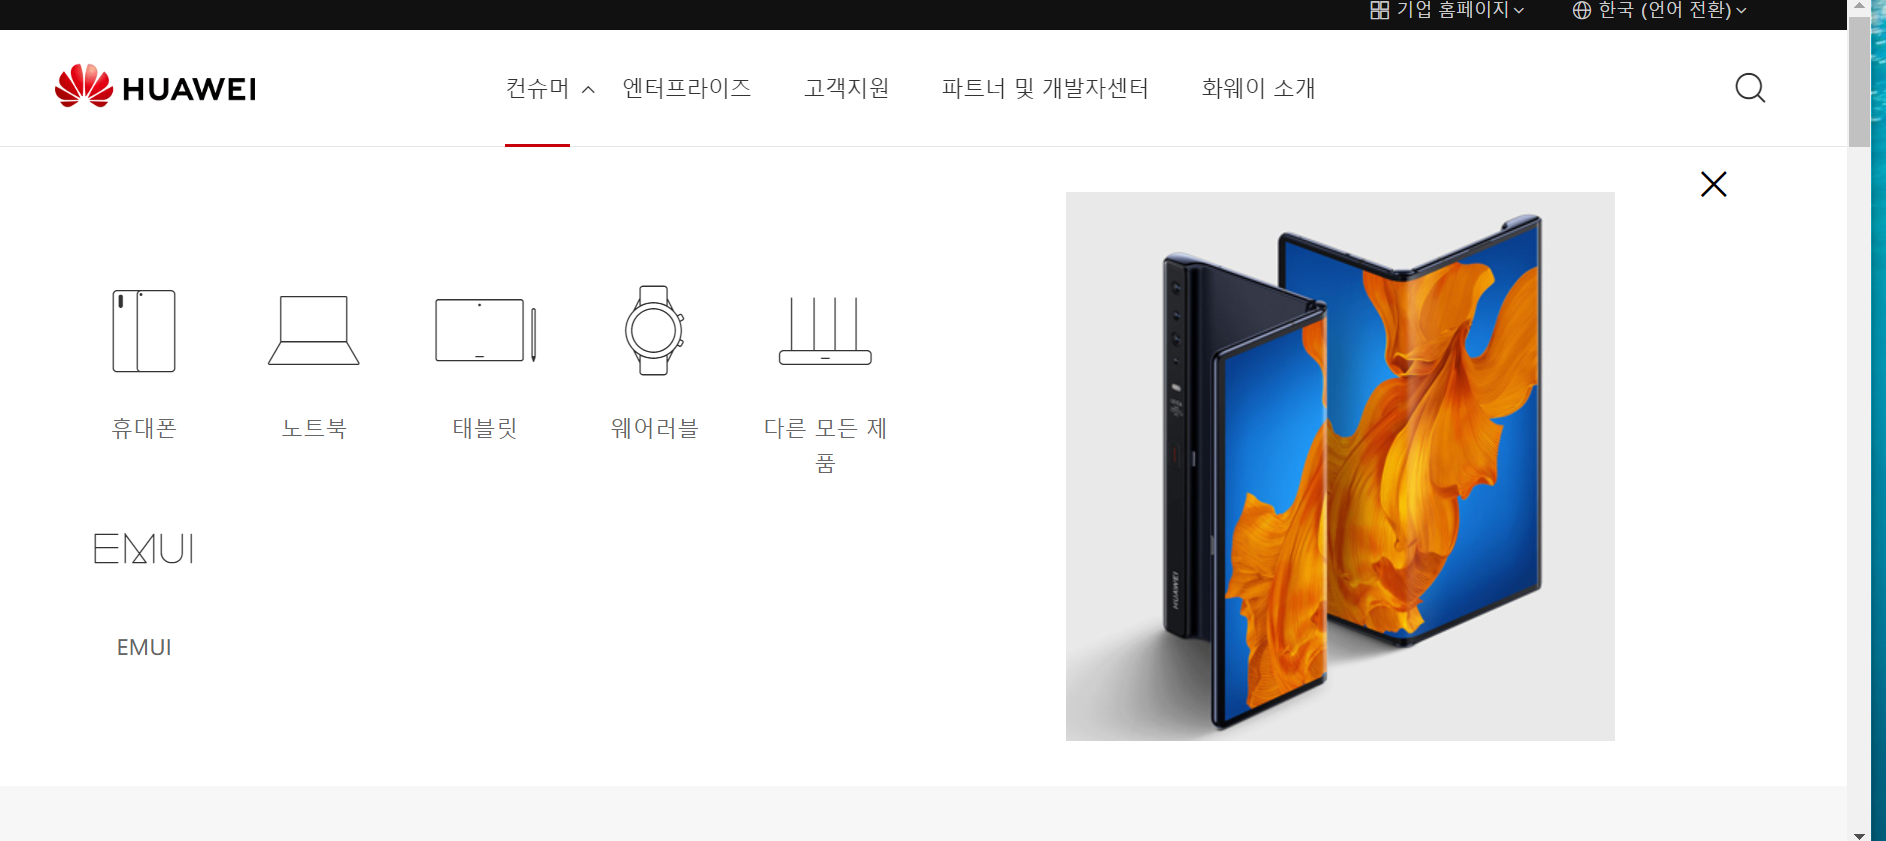 기업 홈페이지
한국 (언어 전환)
HUAWEI
컨슈머
엔터프라이즈
고객지원
파트너 및 개발자센터
화웨이 소개
휴대폰
노트북
태블릿
웨어러블
다른 모든 제
품
EMUI
EMUI
HUAWEI